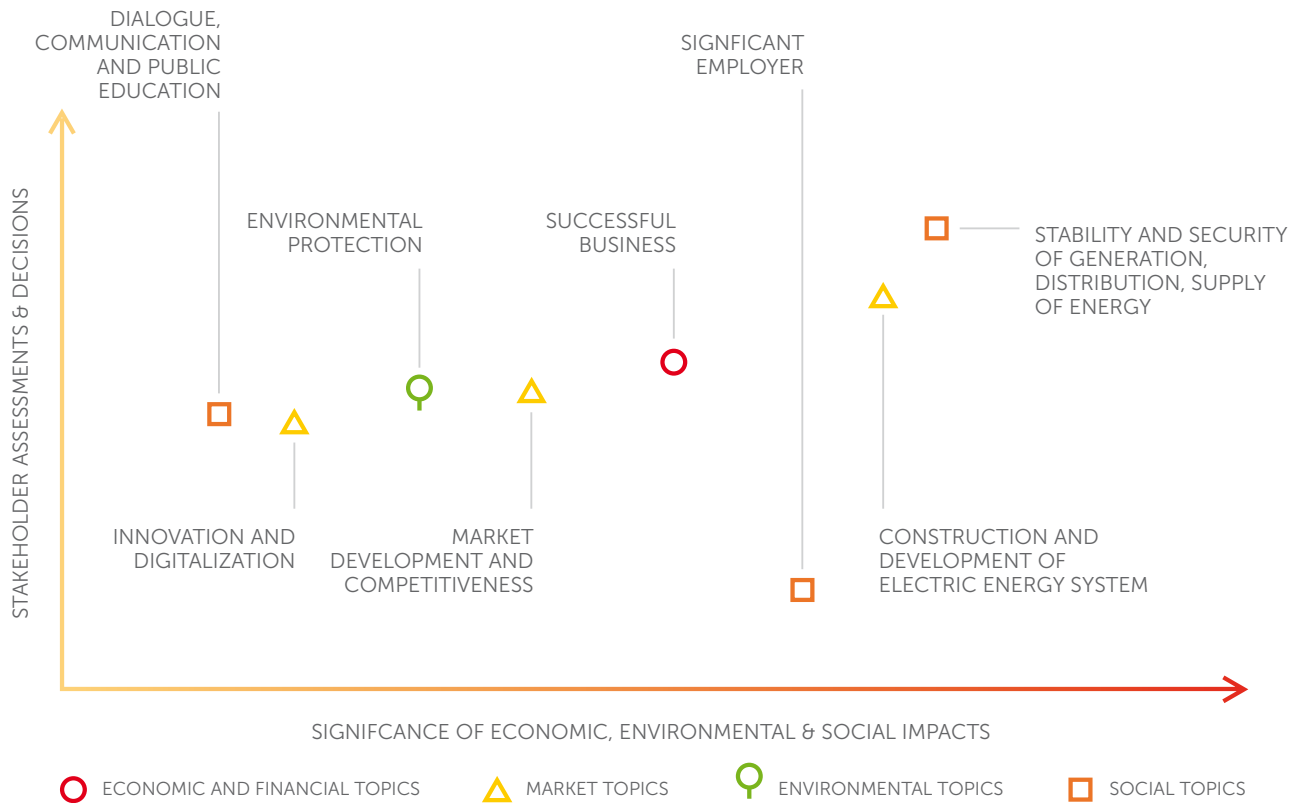 DIALOGUE,
COMMUNICATION
AND PUBLIC
EDUCATION
SIGNFICANT
EMPLOYER
ENVIRONMENTAL
PROTECTION
SUCCESSFUL
BUSINESS
STABILITY AND SECURITY
OF GENERATION,
DISTRIBUTION, SUPPLY
OF ENERGY
STAKEHOLDER ASSESSMENTS & DECISIONS
INNOVATION AND
DIGITALIZATION
MARKET
DEVELOPMENT AND
COMPETITIVENESS
CONSTRUCTION AND
DEVELOPMENT OF
ELECTRIC ENERGY SYSTEM
SIGNIFCANCE OF ECONOMIC, ENVIRONMENTAL & SOCIAL IMPACTS
ECONOMIC AND FINANCIAL TOPICS
MARKET TOPICS
ENVIRONMENTAL TOPICS
SOCIAL TOPICS